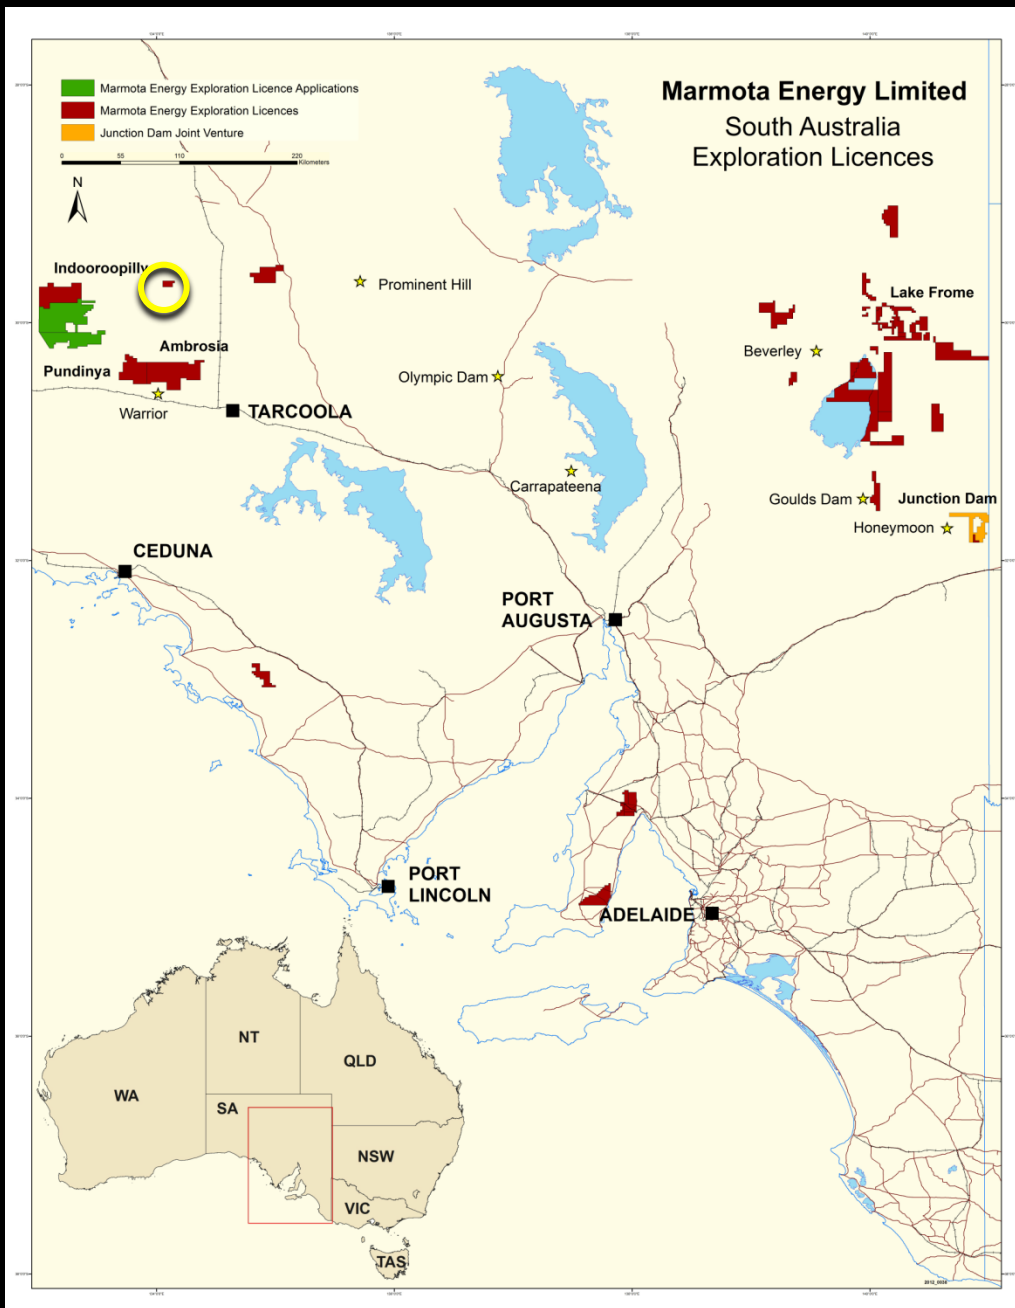 Marmota Energy Exploration Licence Applications
Marmota Energy Exploration Licences
Junction Dam Joint Venture
0 55 110 220
Kilometers
N
Marmota Energy Limited
South Australia
Exploration Licences
Indooroopilly
Prominent Hill
Lake Frome
Ambrosia
Beverley
Pundinya
Olympic Dam
Warrior
TARCOOLA
Carrapateena
Goulds Dam
Junction Dam
Honeymoon
CEDUNA
PORT
AUGUSTA
PORT
LINCOLN
ADELAIDE
NT
QLD
WA
SA
NSW
VIC
TAS